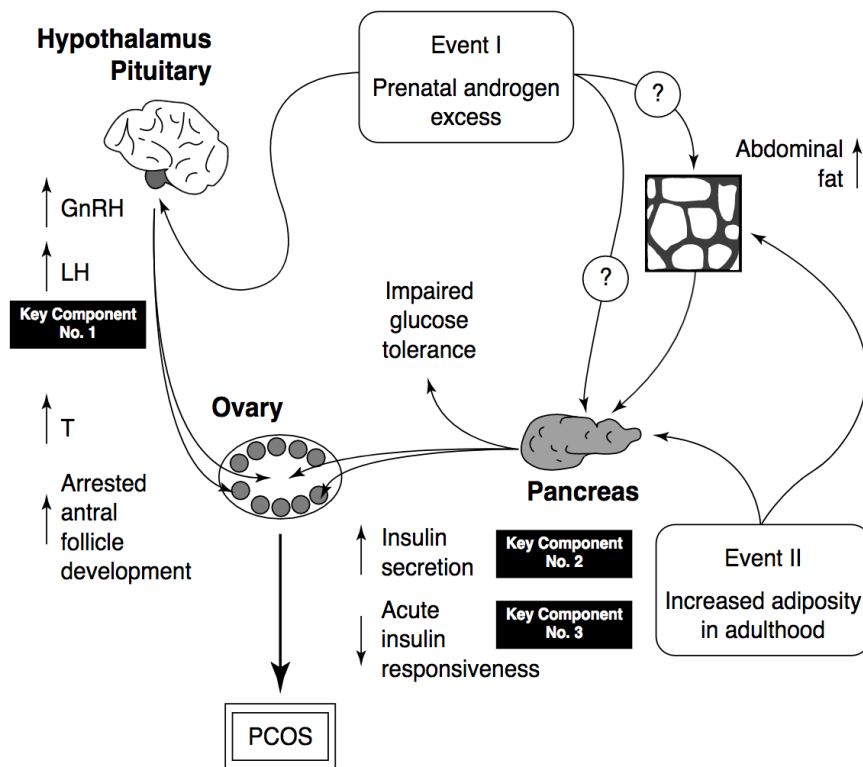 Hypothalamus
Pituitary
Event I
Prenatal androgen
excess
?
Abdominal
fat
GnRH
LH
Key Component
No. 1
?
Impaired
glucose
tolerance
T
Ovary
Arrested
antral
follicle
development
Pancreas
Insulin
secretion
Key Component
No. 2
Acute
insulin
responsiveness
Key Component
No. 3
Event II
Increased adiposity
in adulthood
PCOS